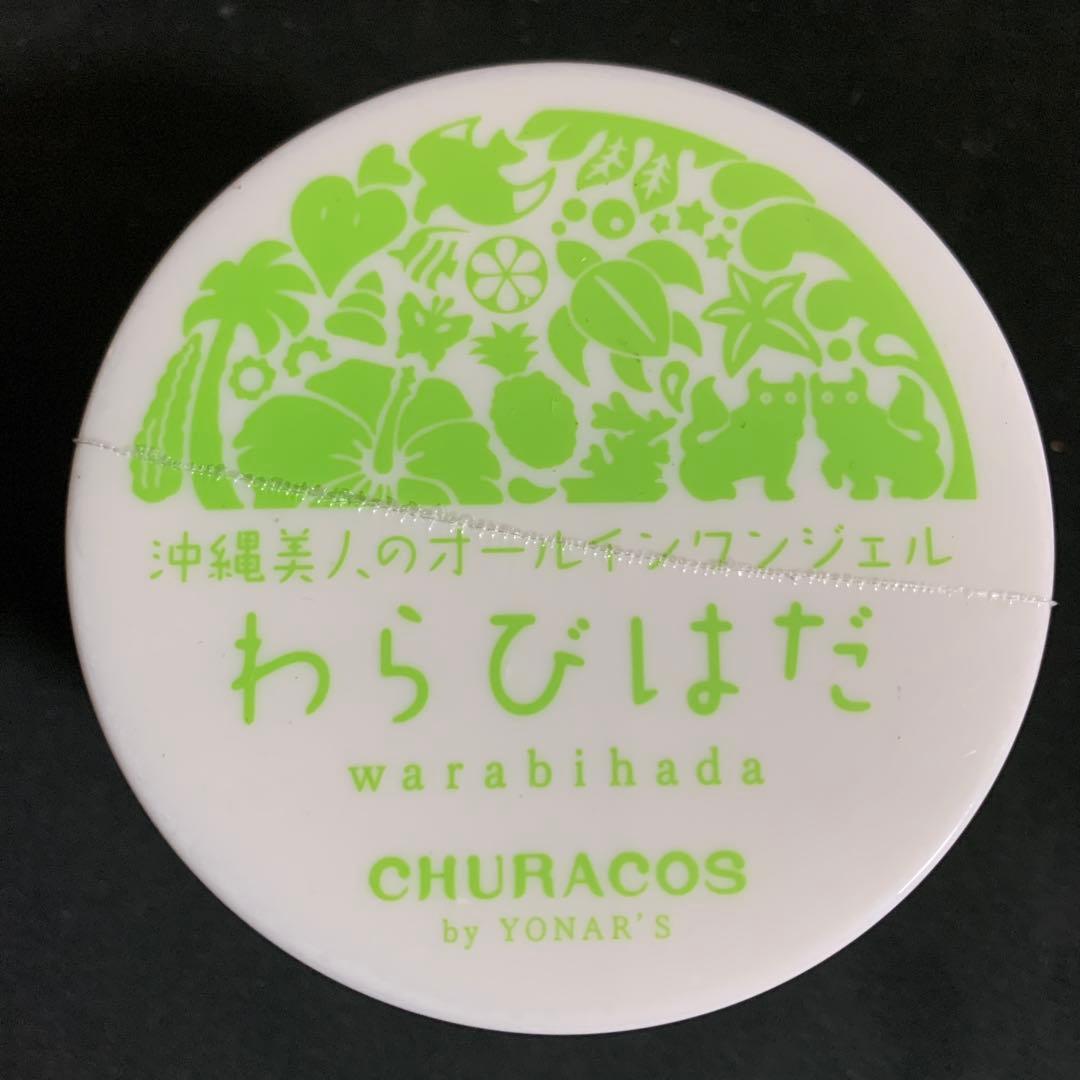 沖縄美人のオールインワンジェル
わらびはだ
warabihada
CHURACOS
by YONAR'S